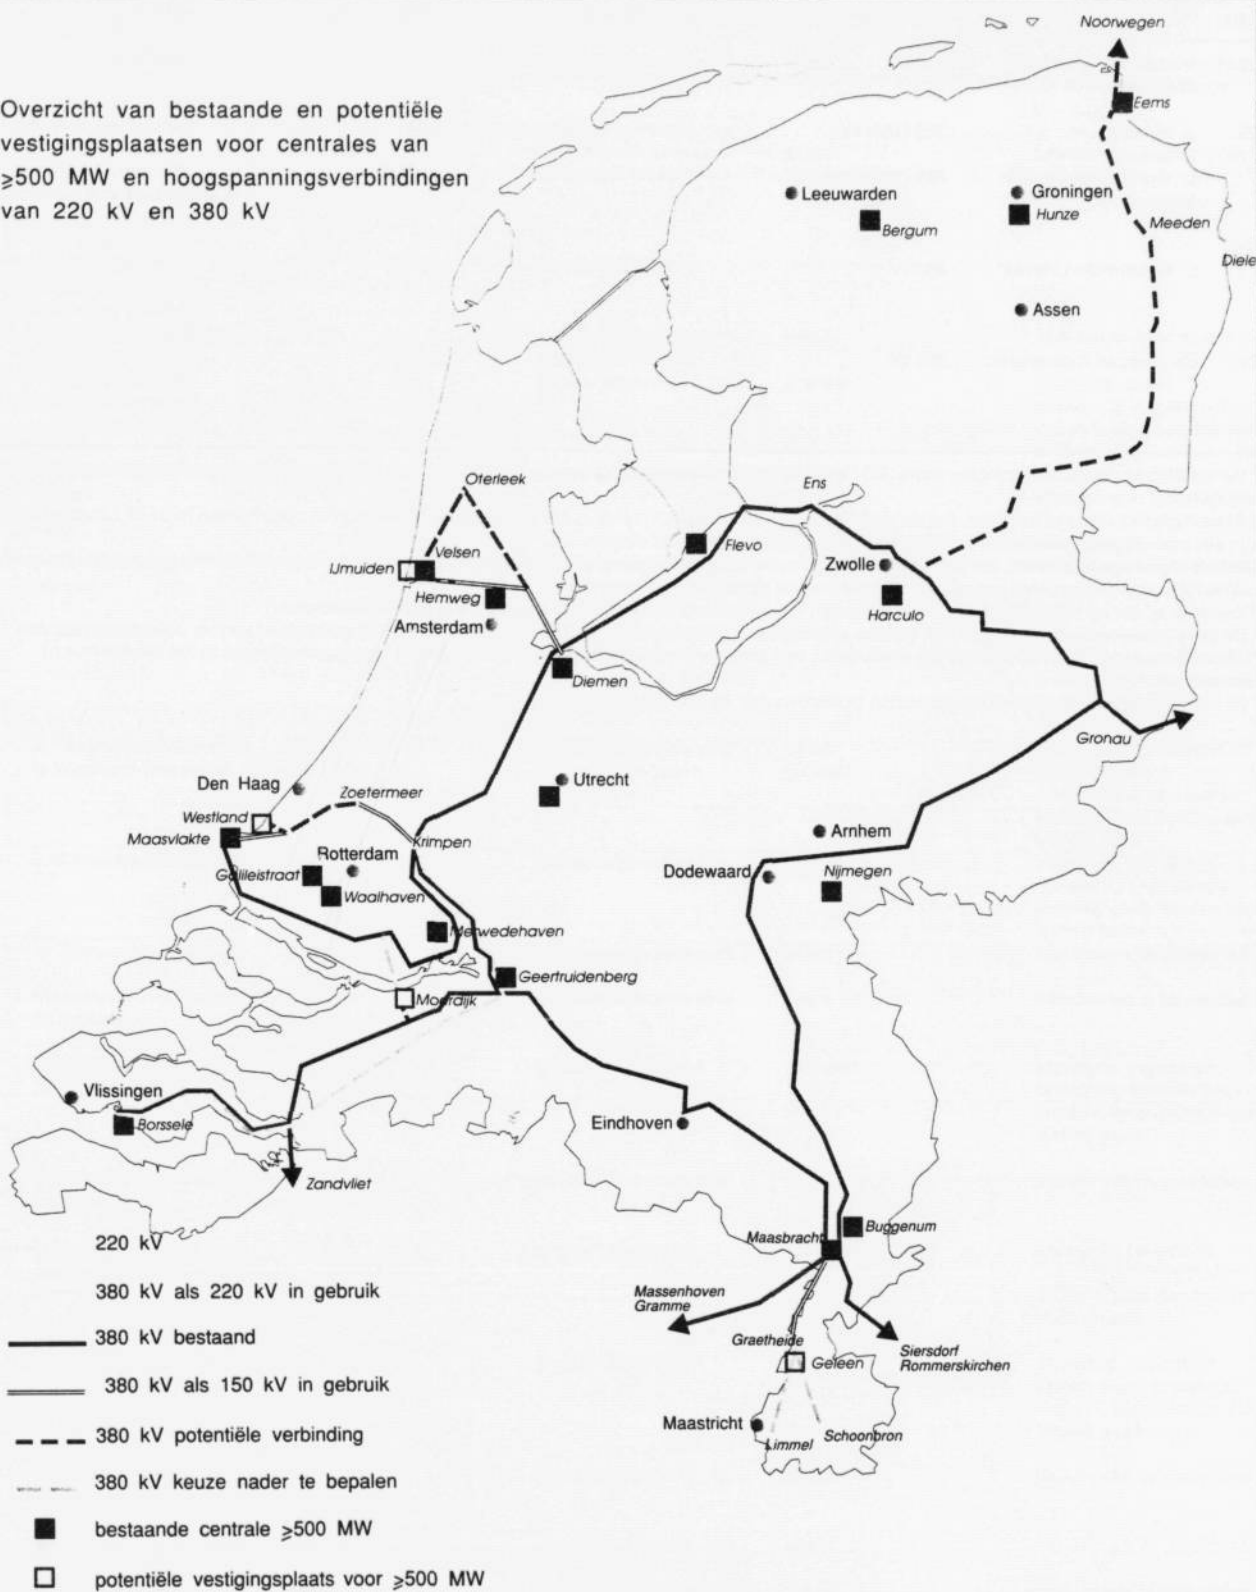 Noorwegen
Overzicht van bestaande en potentiële
vestigingsplaatsen voor centrales van
≥500 MW en hoogspanningsverbindingen
van 220 kV en 380 kV
Eems
Leeuwarden
Groningen
Hunze
Bergum
Meeden
Diele
Assen
Oterleek
Ens
Velsen
Flevo
IJmuiden
Zwolle
Hemweg
Harculo
Amsterdam
Diemen
Gronau
Den Haag
Utrecht
Zoetermeer
Westland
Maasvlakte
Krimpen
Arnhem
Rotterdam
Galileistraat
Dodewaard
Nijmegen
Waalhaven
Merwedehaven
Geertruidenberg
Moerdijk
Vlissingen
Borssele
Eindhoven
Zandvliet
Buggenum
Maasbracht
220 kV
380 kV als 220 kV in gebruik
Massenhoven
Gramme
380 kV bestaand
Graetheide
Siersdorf
Rommerskirchen
Geleen
380 kV als 150 kV in gebruik
Maastricht
Limmel
Schoonbron
380 kV potentiële verbinding
380 kV keuze nader te bepalen
bestaande centrale ≥500 MW
potentiële vestigingsplaats voor ≥500 MW